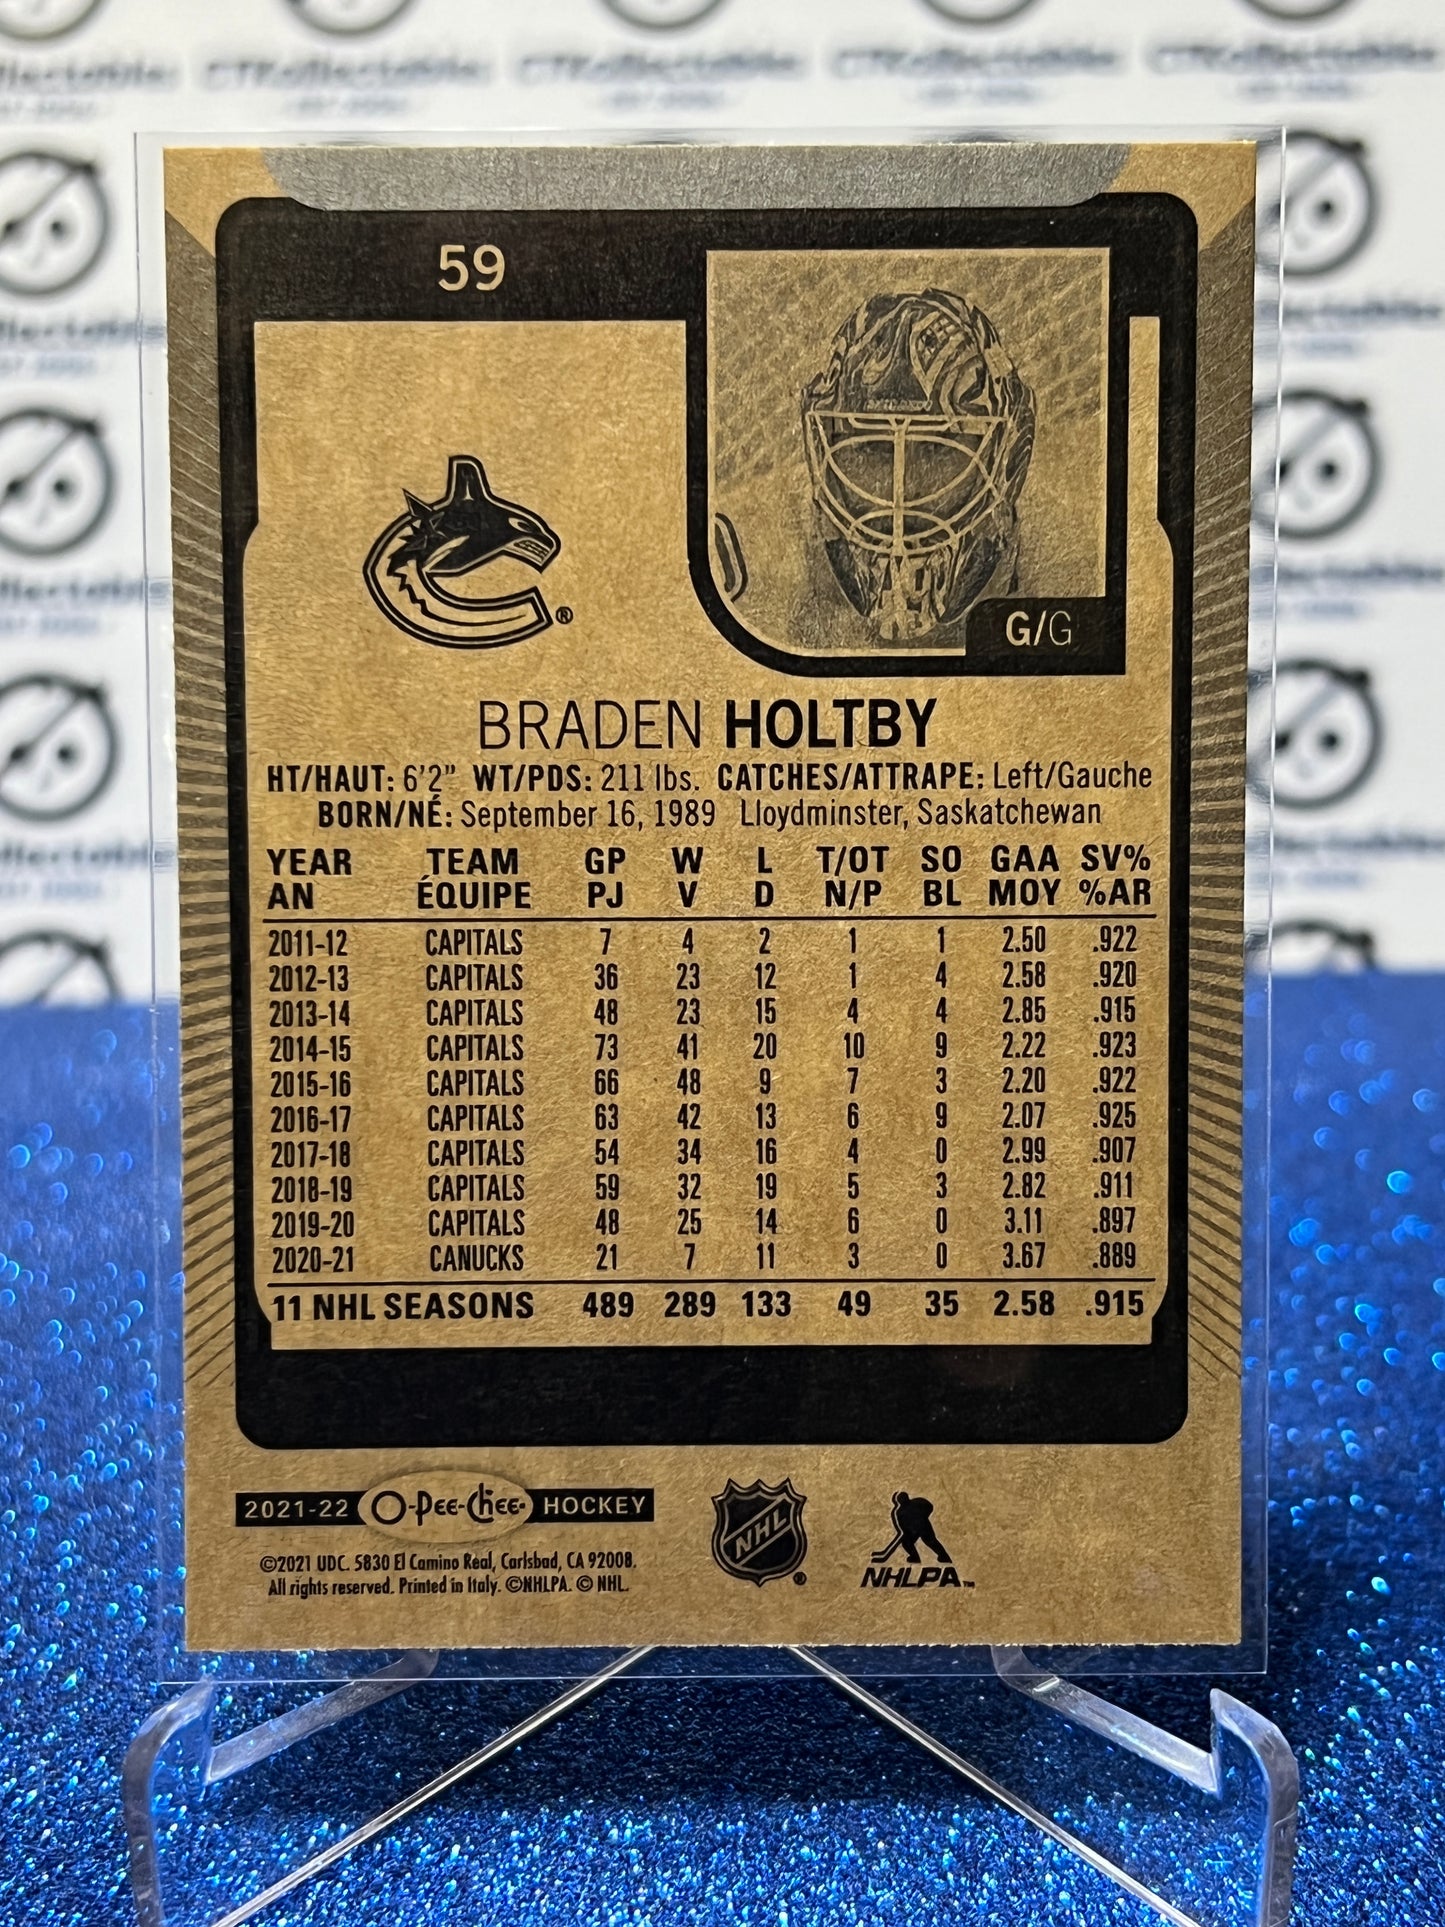 CTKollectables
59
G/G
BRADEN HOLTBY
HT/HAUT: 6'2" WT/PDS: 211 lbs. CATCHES/ATTRAPE: Left/Gauche
BORN/NÉ: September 16, 1989 Lloydminster, Saskatchewan
YEAR TEAM GP W L T/OT SO GAA SV%
AN ÉQUIPE PJ V D N/P BL MOY %AR
2011-12 CAPITALS 7 4 2 1 1 2.50 .922
2012-13 CAPITALS 36 23 12 1 4 2.58 .920
2013-14 CAPITALS 48 23 15 4 4 2.85 .915
2014-15 CAPITALS 73 41 20 10 9 2.22 .923
2015-16 CAPITALS 66 48 9 7 3 2.20 .922
2016-17 CAPITALS 63 42 13 6 9 2.07 .925
2017-18 CAPITALS 54 34 16 4 0 2.99 .907
2018-19 CAPITALS 59 32 19 5 3 2.82 .911
2019-20 CAPITALS 48 25 14 6 0 3.11 .897
2020-21 CANUCKS 21 7 11 3 0 3.67 .889
11 NHL SEASONS 489 289 133 49 35 2.58 .915
2021-22 O-Pee-Chee HOCKEY
©2021 UDC. 5830 El Camino Real, Carlsbad, CA 92008.
All rights reserved. Printed in Italy. ©NHLPA. © NHL.
NHL ®
NHLPA™